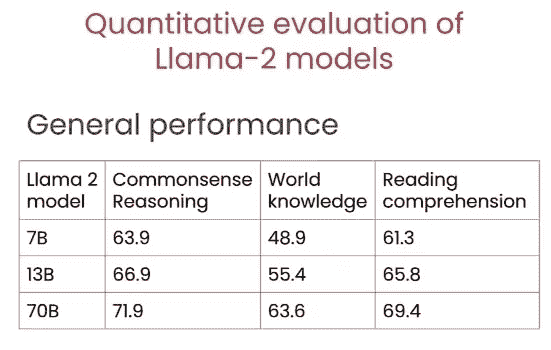 Quantitative evaluation of
Llama-2 models
General performance
Llama 2 model Commonsense Reasoning World knowledge Reading comprehension
7B 63.9 48.9 61.3
13B 66.9 55.4 65.8
70B 71.9 63.6 69.4